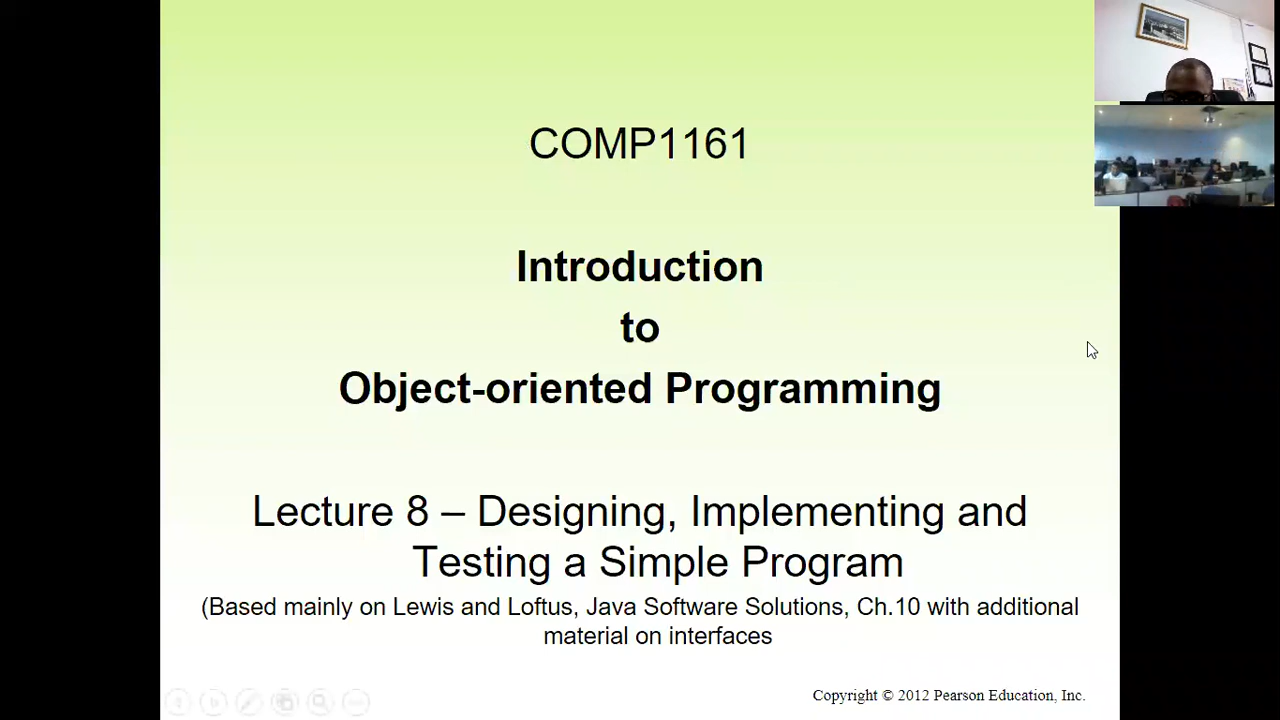 COMP1161
Introduction
to
Object-oriented Programming
Lecture 8 – Designing, Implementing and
Testing a Simple Program
(Based mainly on Lewis and Loftus, Java Software Solutions, Ch.10 with additional
material on interfaces
Copyright © 2012 Pearson Education, Inc.